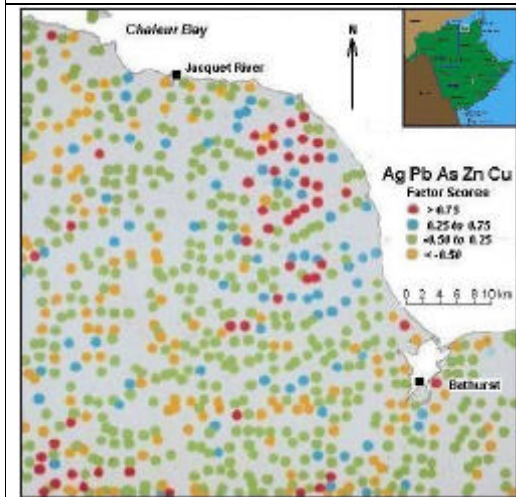 Chaleur Bay
N
Jacquet River
Ag Pb As Zn Cu
Factor Scores
> 0.75
0.25 to 0.75
-0.50 to 0.25
< -0.50
0 2 4 6 8 10 km
Bathurst